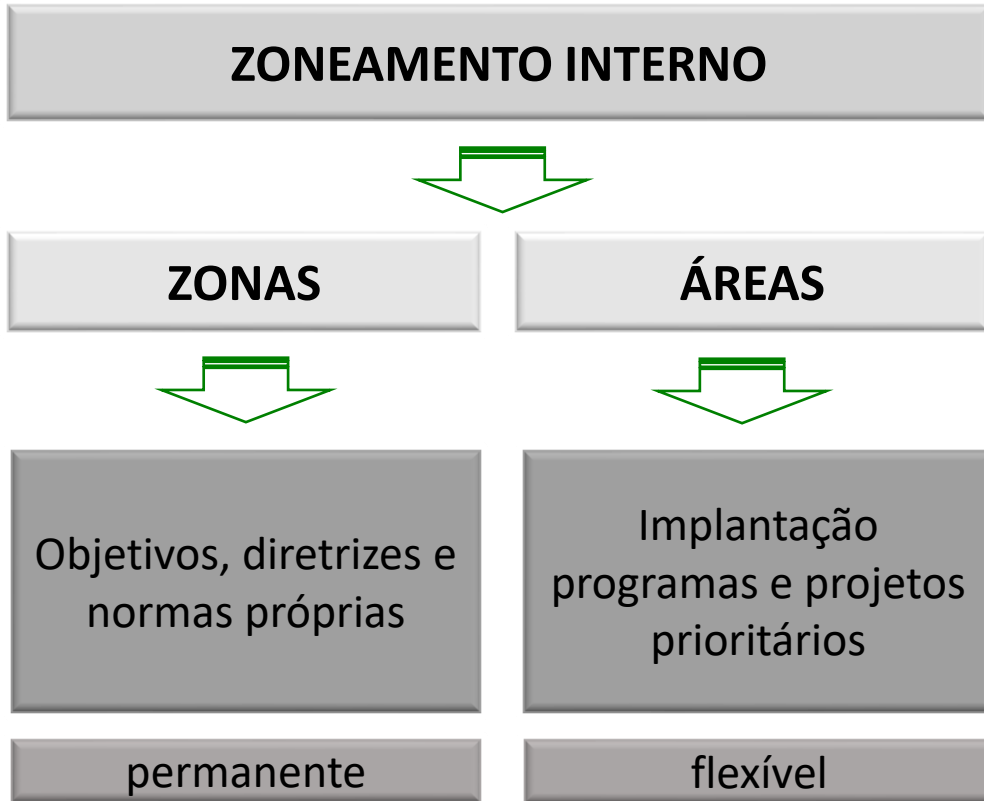 ZONEAMENTO INTERNO
ZONAS
ÁREAS
Objetivos, diretrizes e
normas próprias
Implantação
programas e projetos
prioritários
permanente
flexível